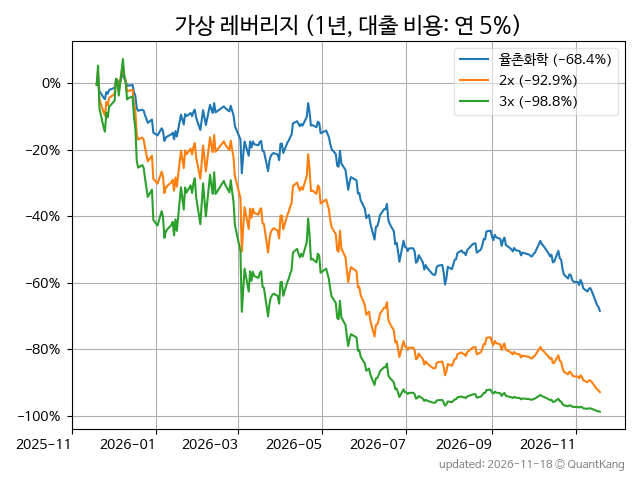 가상 레버리지 (1년, 대출 비용: 연 5%)
율촌화학 (−68.4%)
2x (−92.9%)
3x (−98.8%)
0%
−20%
−40%
−60%
−80%
−100%
2025−11 2026−01 2026−03 2026−05 2026−07 2026−09 2026−11
updated: 2026-11-18 © QuantKang